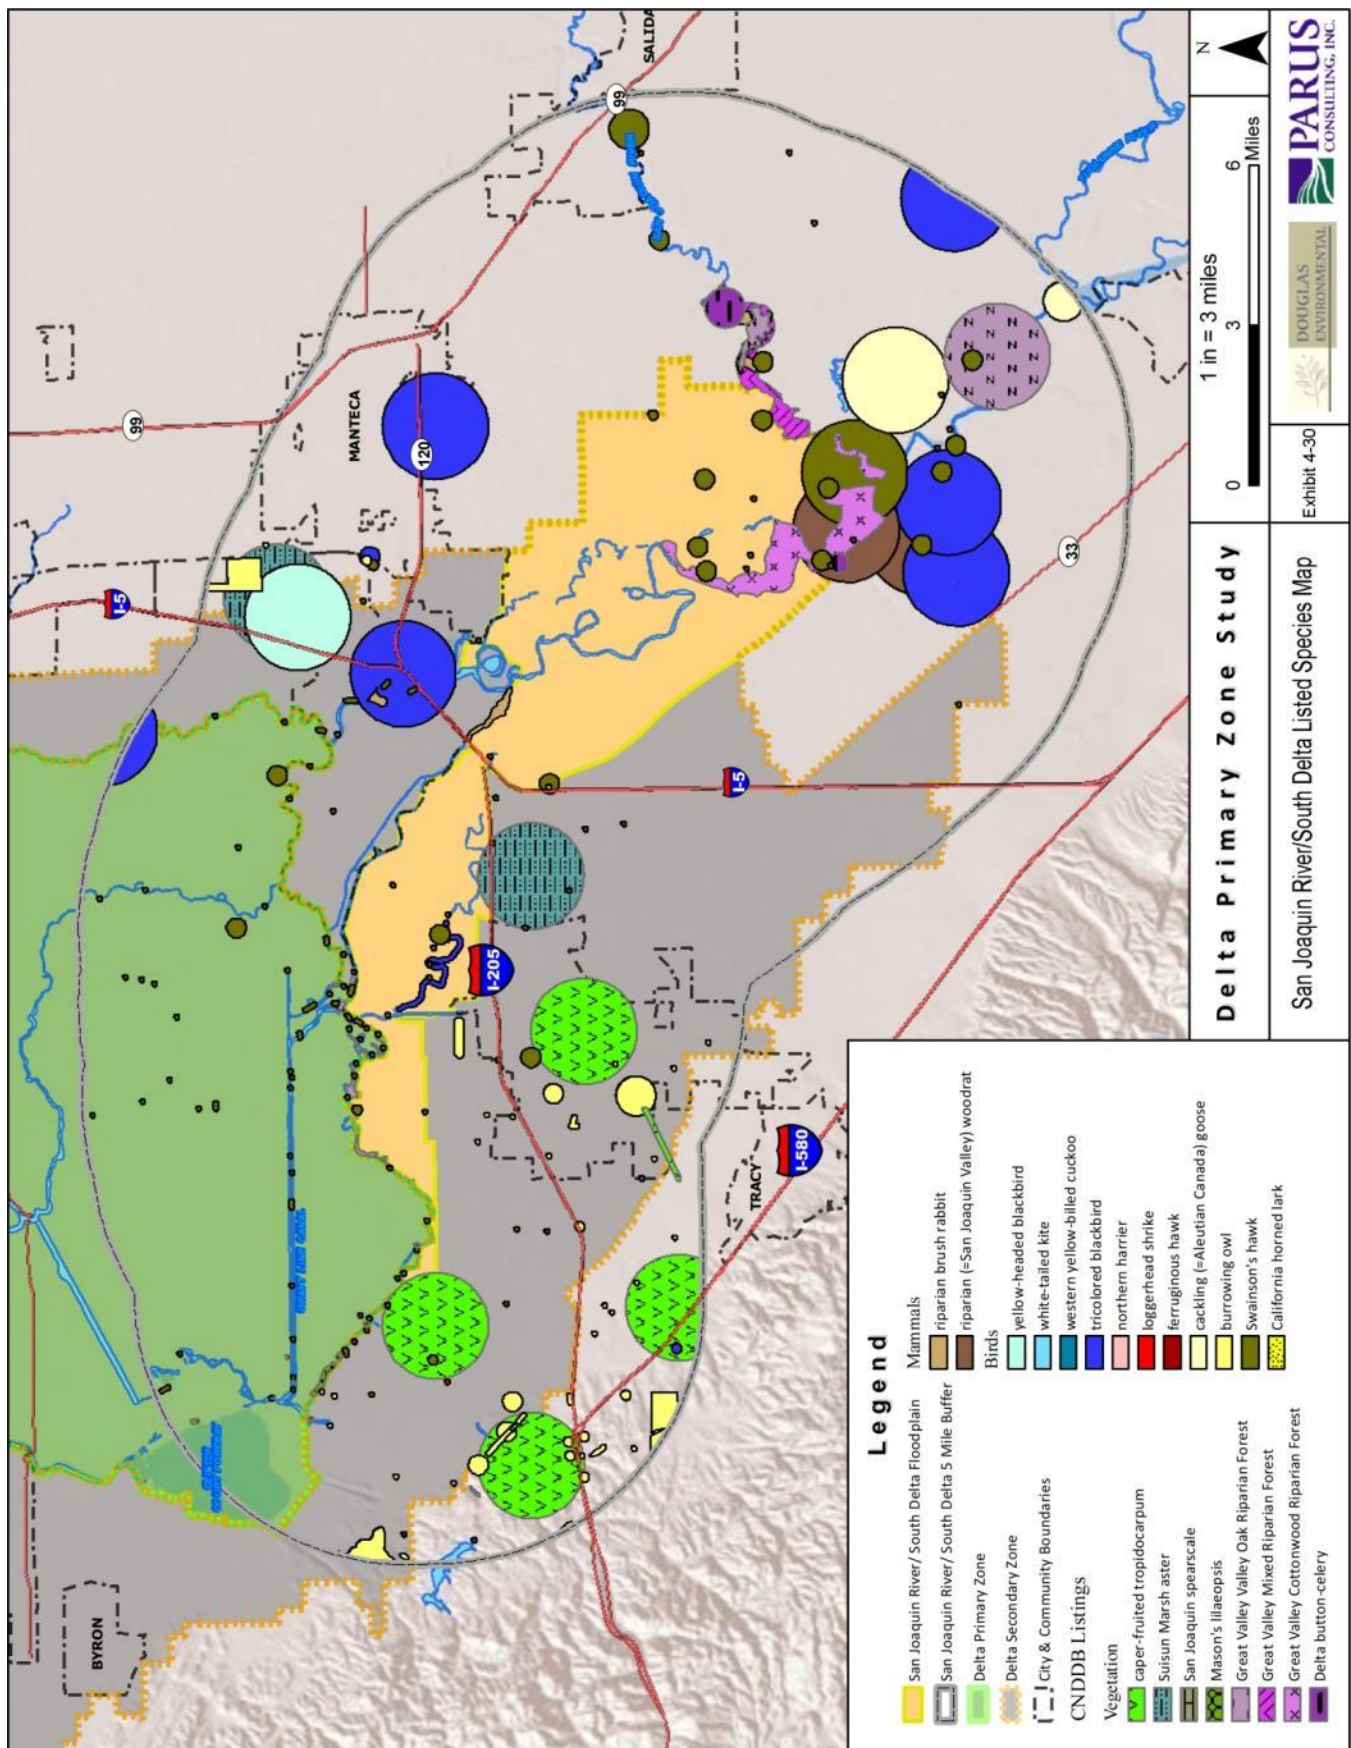 BYRON
TRACY
MANTECA
SALIDA
99
99
120
33
I-5
I-5
I-205
I-580
Legend
San Joaquin River/ South Delta Floodplain
San Joaquin River/ South Delta 5 Mile Buffer
Delta Primary Zone
Delta Secondary Zone
City & Community Boundaries
CNDDB Listings
Vegetation
caper-fruited tropidocarpum
Suisun Marsh aster
San Joaquin spearscale
Mason's lilaeopsis
Great Valley Valley Oak Riparian Forest
Great Valley Mixed Riparian Forest
Great Valley Cottonwood Riparian Forest
Delta button-celery
Mammals
riparian brush rabbit
riparian (=San Joaquin Valley) woodrat
Birds
yellow-headed blackbird
white-tailed kite
western yellow-billed cuckoo
tricolored blackbird
northern harrier
loggerhead shrike
ferruginous hawk
cackling (=Aleutian Canada) goose
burrowing owl
Swainson's hawk
California horned lark
Delta Primary Zone Study
San Joaquin River/South Delta Listed Species Map
1 in = 3 miles
0 3 6
Miles
N
Exhibit 4-30
DOUGLAS
ENVIRONMENTAL
PARUS
CONSULTING, INC.